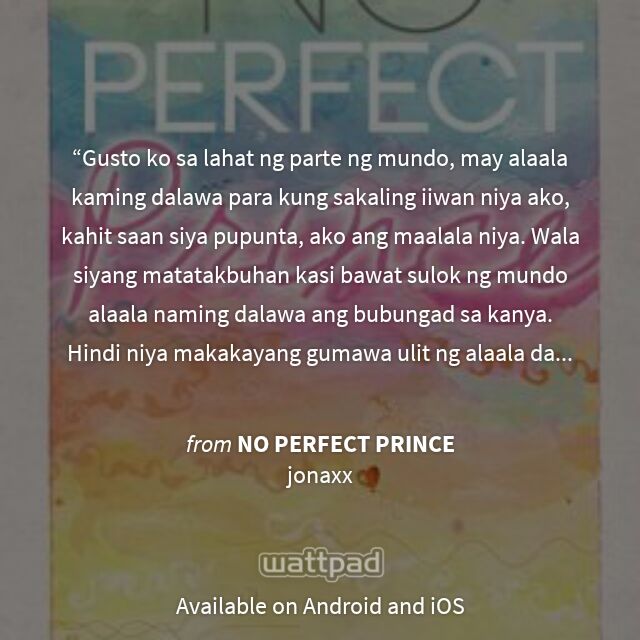 NO
PERFECT
Prince
“Gusto ko sa lahat ng parte ng mundo, may alaala
kaming dalawa para kung sakaling iiwan niya ako,
kahit saan siya pupunta, ako ang maalala niya. Wala
siyang matatakbuhan kasi bawat sulok ng mundo
alaala naming dalawa ang bubungad sa kanya.
Hindi niya makakayang gumawa ulit ng alaala da...
from NO PERFECT PRINCE
jonaxx
wattpad
Available on Android and iOS